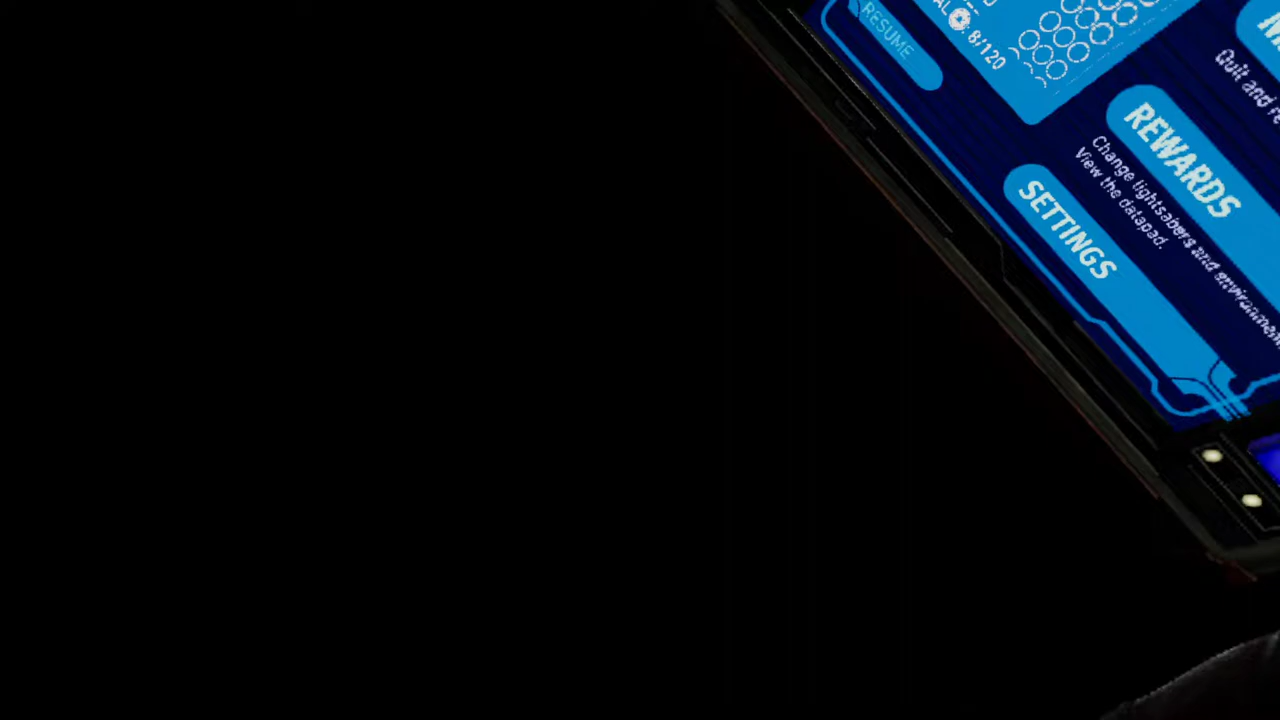 8/120
RESUME
Quit and
REWARDS
Change lightsabers and
View the datapad.
SETTINGS